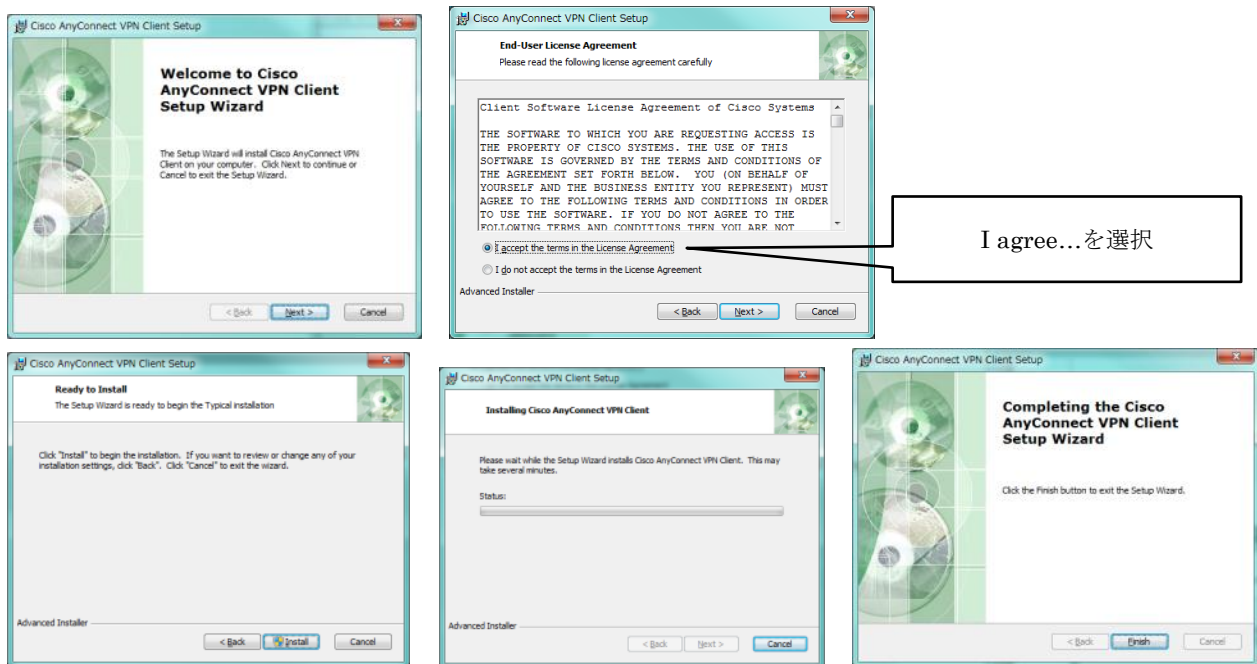 Cisco AnyConnect VPN Client Setup
Welcome to Cisco
AnyConnect VPN Client
Setup Wizard
The Setup Wizard will install Cisco AnyConnect VPN
Client on your computer. Click Next to continue or
Cancel to exit the Setup Wizard.
< Back
Next >
Cancel
Cisco AnyConnect VPN Client Setup
End-User License Agreement
Please read the following license agreement carefully
Client Software License Agreement of Cisco Systems
THE SOFTWARE TO WHICH YOU ARE REQUESTING ACCESS IS
THE PROPERTY OF CISCO SYSTEMS. THE USE OF THIS
SOFTWARE IS GOVERNED BY THE TERMS AND CONDITIONS OF
THE AGREEMENT SET FORTH BELOW. YOU (ON BEHALF OF
YOURSELF AND THE BUSINESS ENTITY YOU REPRESENT) MUST
AGREE TO THE FOLLOWING TERMS AND CONDITIONS IN ORDER
TO USE THE SOFTWARE. IF YOU DO NOT AGREE TO THE
FOLLOWING TERMS AND CONDITIONS THEN YOU ARE NOT
I accept the terms in the License Agreement
I do not accept the terms in the License Agreement
Advanced Installer
< Back
Next >
Cancel
I agree…を選択
Cisco AnyConnect VPN Client Setup
Ready to Install
The Setup Wizard is ready to begin the Typical installation
Click "Install" to begin the installation. If you want to review or change any of your
installation settings, click "Back". Click "Cancel" to exit the wizard.
Advanced Installer
< Back
Install
Cancel
Cisco AnyConnect VPN Client Setup
Installing Cisco AnyConnect VPN Client
Please wait while the Setup Wizard installs Cisco AnyConnect VPN Client. This may
take several minutes.
Status:
Advanced Installer
< Back
Next >
Cancel
Cisco AnyConnect VPN Client Setup
Completing the Cisco
AnyConnect VPN Client
Setup Wizard
Click the Finish button to exit the Setup Wizard.
< Back
Finish
Cancel